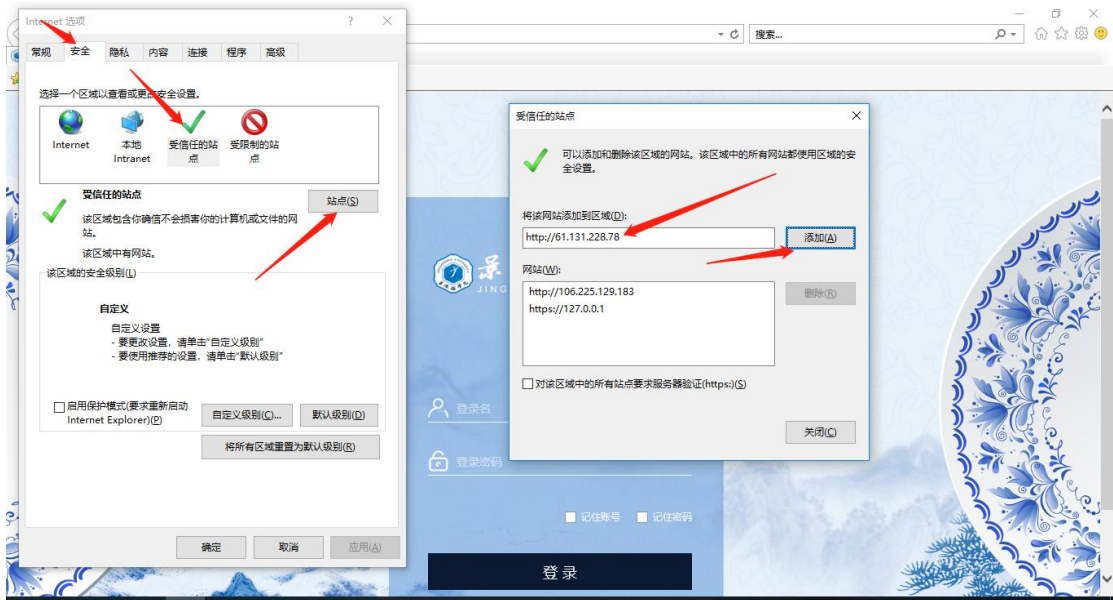 Internet 选项
?
搜索...
常规 安全 隐私 内容 连接 程序 高级
选择一个区域以查看或更改安全设置。
Internet
本地
Intranet
受信任的站
点
受限制的站
点
受信任的站点
站点(S)
该区域包含你确信不会损害你的计算机或文件的网
站。
该区域中有网站。
该区域的安全级别(L)
自定义
自定义设置
- 要更改设置，请单击"自定义级别"
- 要使用推荐的设置，请单击"默认级别"
启用保护模式(要求重新启动
Internet Explorer)(P)
自定义级别(C)...
默认级别(D)
将所有区域重置为默认级别(R)
确定
取消
应用(A)
受信任的站点
可以添加和删除该区域的网站。该区域中的所有网站都使用区域的安
全设置。
将该网站添加到区域(D):
http://61.131.228.78
添加(A)
网站(W):
http://106.225.129.183
https://127.0.0.1
删除(R)
对该区域中的所有站点要求服务器验证(https:)(S)
关闭(C)
景
JING
登录名
登录密码
记住账号
记住密码
登录